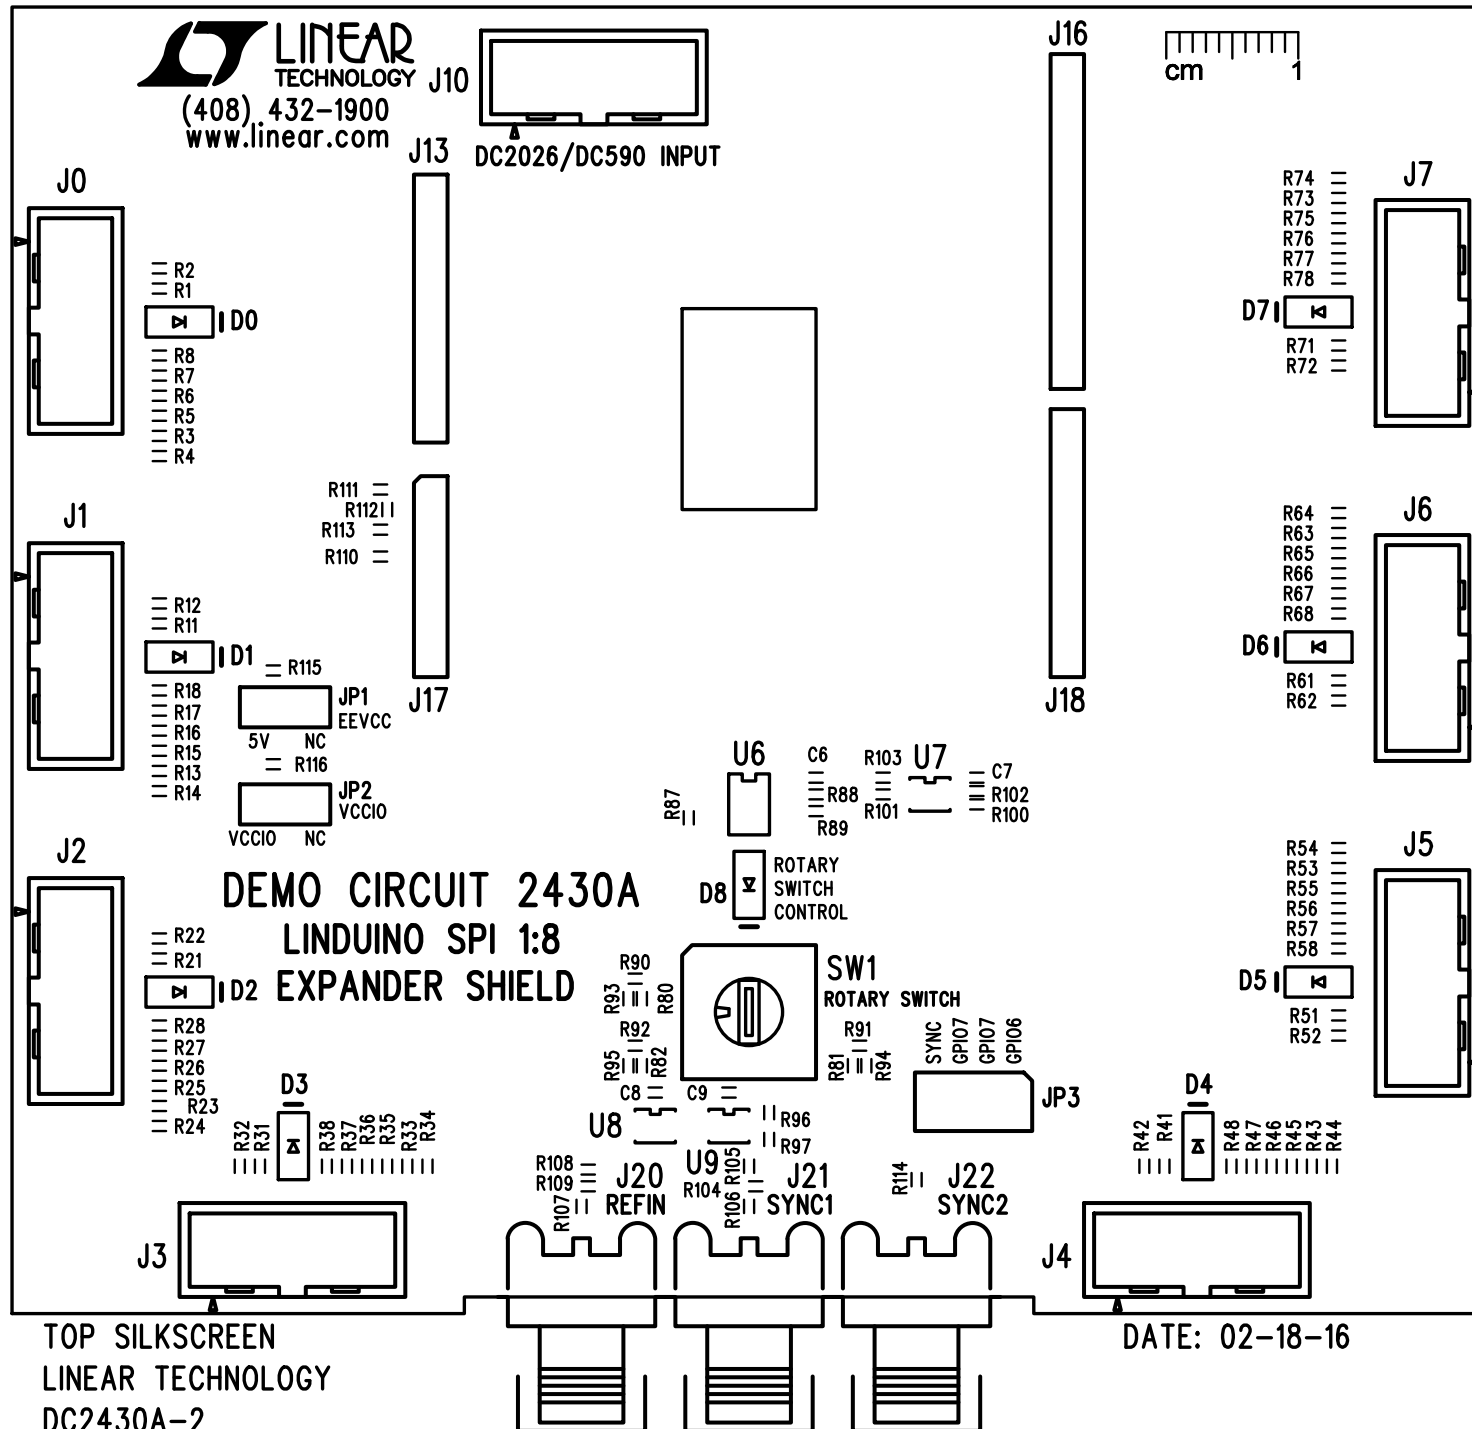 LINEAR
TECHNOLOGY
(408) 432-1900
www.linear.com
J10
DC2026/DC590 INPUT
J16
cm 1
J13
J0
R2
R1
D0
R8
R7
R6
R5
R3
R4
J7
R74
R73
R75
R76
R77
R78
D7
R71
R72
R111
R112
R113
R110
J1
R12
R11
D1
R18
R17
R16
R15
R13
R14
R115
JP1
EEVCC
5V NC
R116
JP2
VCCIO
VCCIO NC
J17
J18
J6
R64
R63
R65
R66
R67
R68
D6
R61
R62
U6
C6
R103
U7
C7
R87
R88
R102
R89
R101
R100
D8
ROTARY
SWITCH
CONTROL
DEMO CIRCUIT 2430A
LINDUINO SPI 1:8
EXPANDER SHIELD
J2
R22
R21
D2
R28
R27
R26
R25
R23
R24
J5
R54
R53
R55
R56
R57
R58
D5
R51
R52
R90
R93
R80
SW1
ROTARY SWITCH
R92
R95
R82
R91
R81
R94
SYNC
GPIO7
GPIO7
GPIO6
JP3
C8
C9
U8
R96
R97
U9
D3
R32
R31
R38
R37
R36
R35
R33
R34
D4
R42
R41
R48
R47
R46
R45
R43
R44
R108
R109
R107
J20
REFIN
R104
R105
R106
J21
SYNC1
R114
J22
SYNC2
J3
J4
TOP SILKSCREEN
LINEAR TECHNOLOGY
DC2430A-2
DATE: 02-18-16